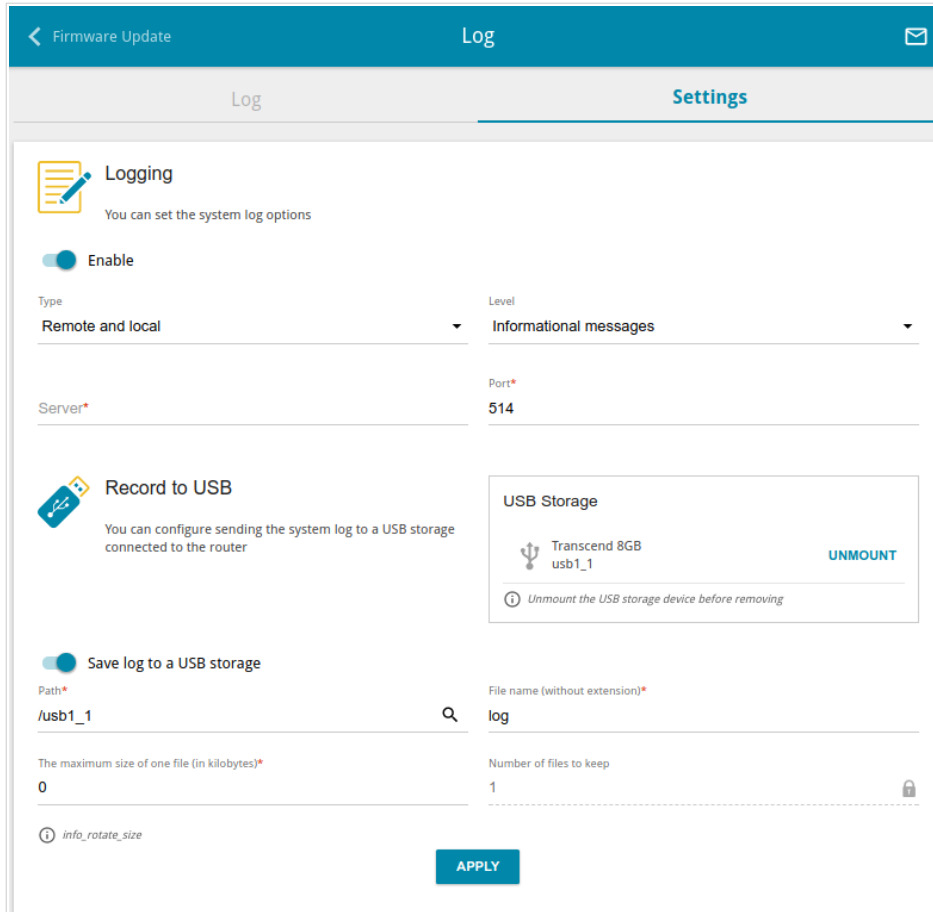 Firmware Update
Log
Log
Settings
Logging
You can set the system log options
Enable
Type
Remote and local
Level
Informational messages
Server*
Port*
514
Record to USB
You can configure sending the system log to a USB storage
connected to the router
USB Storage
Transcend 8GB
usb1_1
UNMOUNT
Unmount the USB storage device before removing
Save log to a USB storage
Path*
/usb1_1
File name (without extension)*
log
The maximum size of one file (in kilobytes)*
0
Number of files to keep
1
info_rotate_size
APPLY